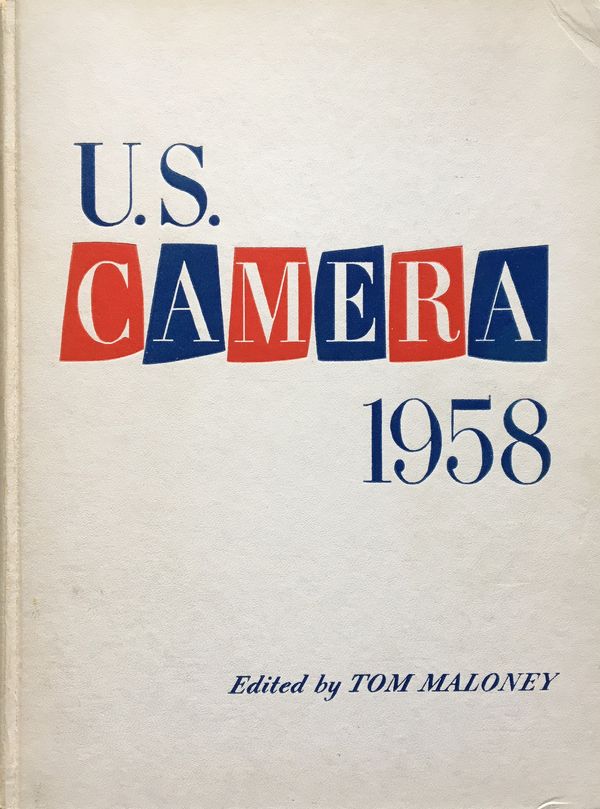 U.S.
CAMERA
1958
Edited by TOM MALONEY